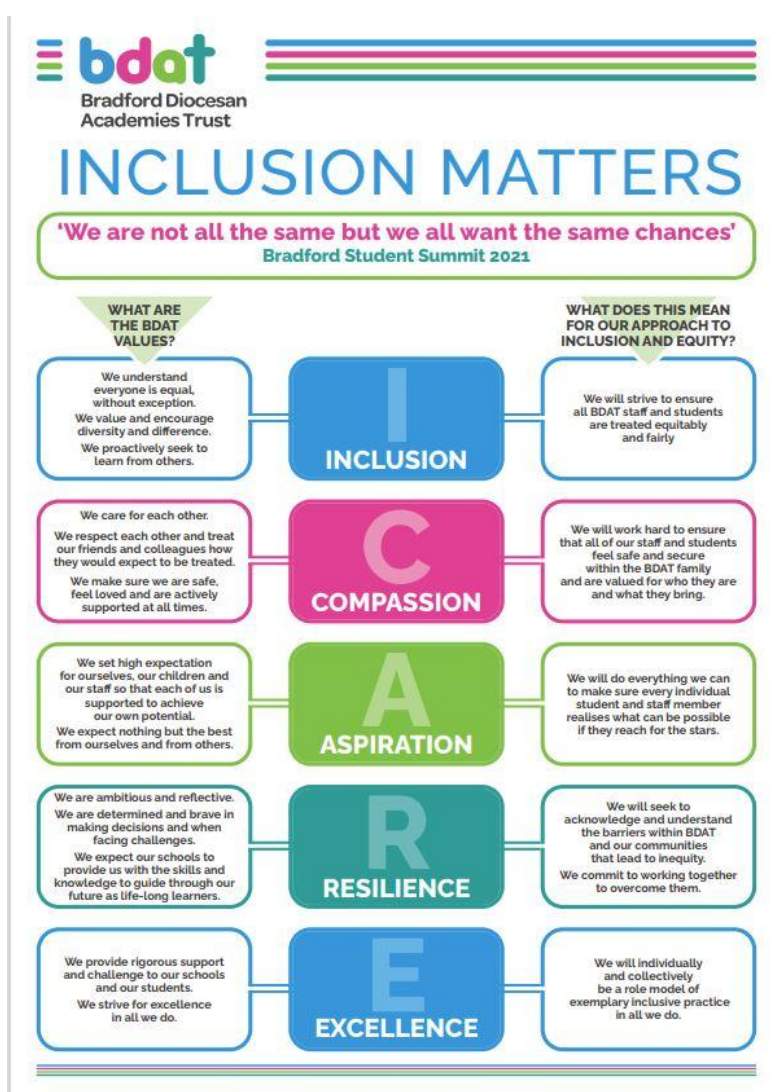 bdat
Bradford Diocesan
Academies Trust
INCLUSION MATTERS
‘We are not all the same but we all want the same chances’
Bradford Student Summit 2021
WHAT ARE
THE BDAT
VALUES?
WHAT DOES THIS MEAN
FOR OUR APPROACH TO
INCLUSION AND EQUITY?
We understand
everyone is equal,
without exception.
We value and encourage
diversity and difference.
We proactively seek to
learn from others.
I
INCLUSION
We will strive to ensure
all BDAT staff and students
are treated equitably
and fairly
We care for each other.
We respect each other and treat
our friends and colleagues how
they would expect to be treated.
We make sure we are safe,
feel loved and are actively
supported at all times.
C
COMPASSION
We will work hard to ensure
that all of our staff and students
feel safe and secure
within the BDAT family
and are valued for who they are
and what they bring.
We set high expectation
for ourselves, our children and
our staff so that each of us is
supported to achieve
our own potential.
We expect nothing but the best
from ourselves and from others.
A
ASPIRATION
We will do everything we can
to make sure every individual
student and staff member
realises what can be possible
if they reach for the stars.
We are ambitious and reflective.
We are determined and brave in
making decisions and when
facing challenges.
We expect our schools to
provide us with the skills and
knowledge to guide through our
future as life-long learners.
R
RESILIENCE
We will seek to
acknowledge and understand
the barriers within BDAT
and our communities
that lead to inequity.
We commit to working together
to overcome them.
We provide rigorous support
and challenge to our schools
and our students.
We strive for excellence
in all we do.
E
EXCELLENCE
We will individually
and collectively
be a role model of
exemplary inclusive practice
in all we do.